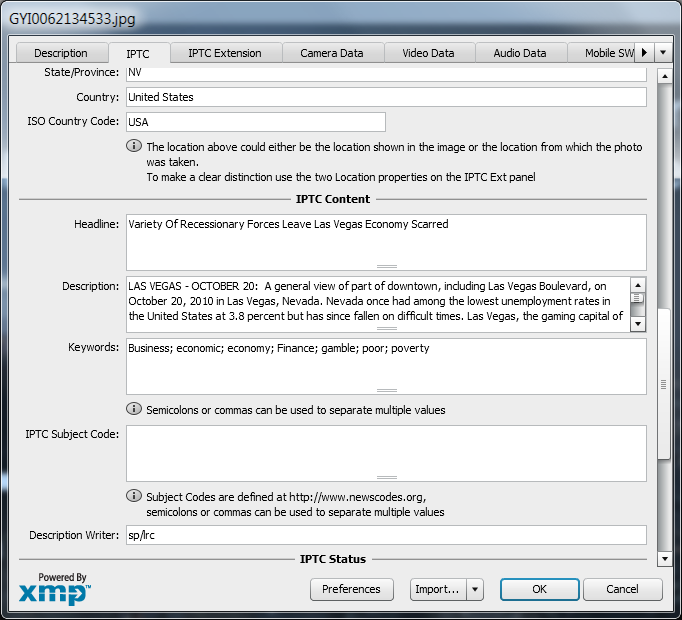 GYI0062134533.jpg
Description
IPTC
IPTC Extension
Camera Data
Video Data
Audio Data
Mobile SW
State/Province: NV
Country: United States
ISO Country Code: USA
The location above could either be the location shown in the image or the location from which the photo
was taken.
To make a clear distinction use the two Location properties on the IPTC Ext panel
IPTC Content
Headline: Variety Of Recessionary Forces Leave Las Vegas Economy Scarred
Description: LAS VEGAS - OCTOBER 20: A general view of part of downtown, including Las Vegas Boulevard, on
October 20, 2010 in Las Vegas, Nevada. Nevada once had among the lowest unemployment rates in
the United States at 3.8 percent but has since fallen on difficult times. Las Vegas, the gaming capital of
Keywords: Business; economic; economy; Finance; gamble; poor; poverty
Semicolons or commas can be used to separate multiple values
IPTC Subject Code:
Subject Codes are defined at http://www.newscodes.org,
semicolons or commas can be used to separate multiple values
Description Writer: sp/lrc
IPTC Status
Powered By
xmp™
Preferences
Import...
OK
Cancel